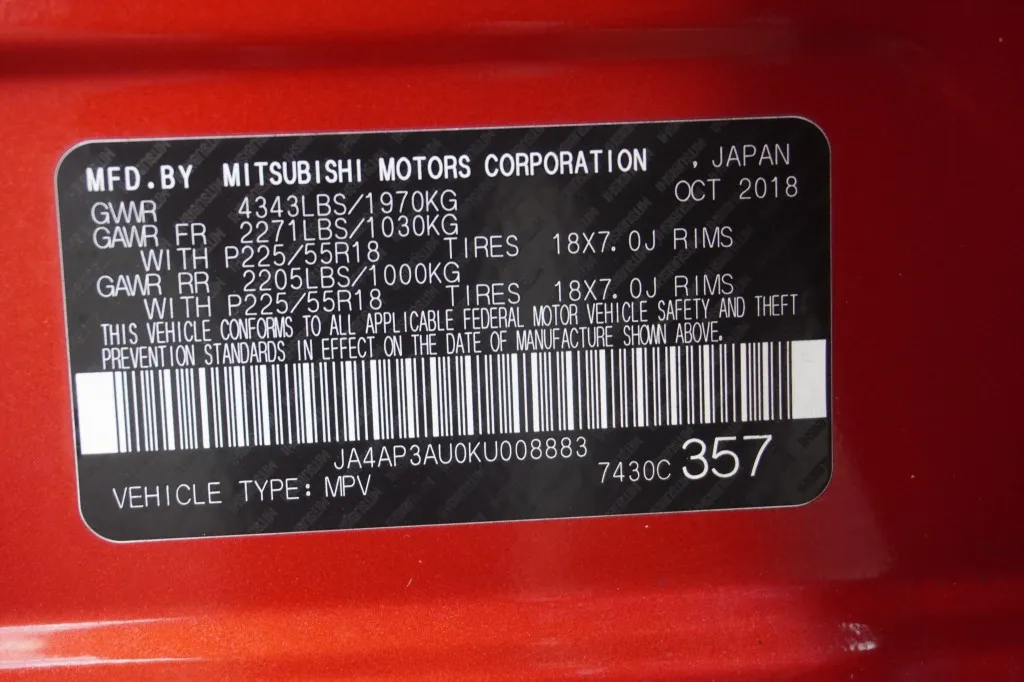 MFD.BY MITSUBISHI MOTORS CORPORATION , JAPAN
OCT 2018
GVWR 4343LBS/1970KG
GAWR FR 2271LBS/1030KG
WITH P225/55R18 TIRES 18X7.0J RIMS
GAWR RR 2205LBS/1000KG
WITH P225/55R18 TIRES 18X7.0J RIMS
THIS VEHICLE CONFORMS TO ALL APPLICABLE FEDERAL MOTOR VEHICLE SAFETY AND THEFT
PREVENTION STANDARDS IN EFFECT ON THE DATE OF MANUFACTURE SHOWN ABOVE.
JA4AP3AU0KU008883
7430C 357
VEHICLE TYPE: MPV